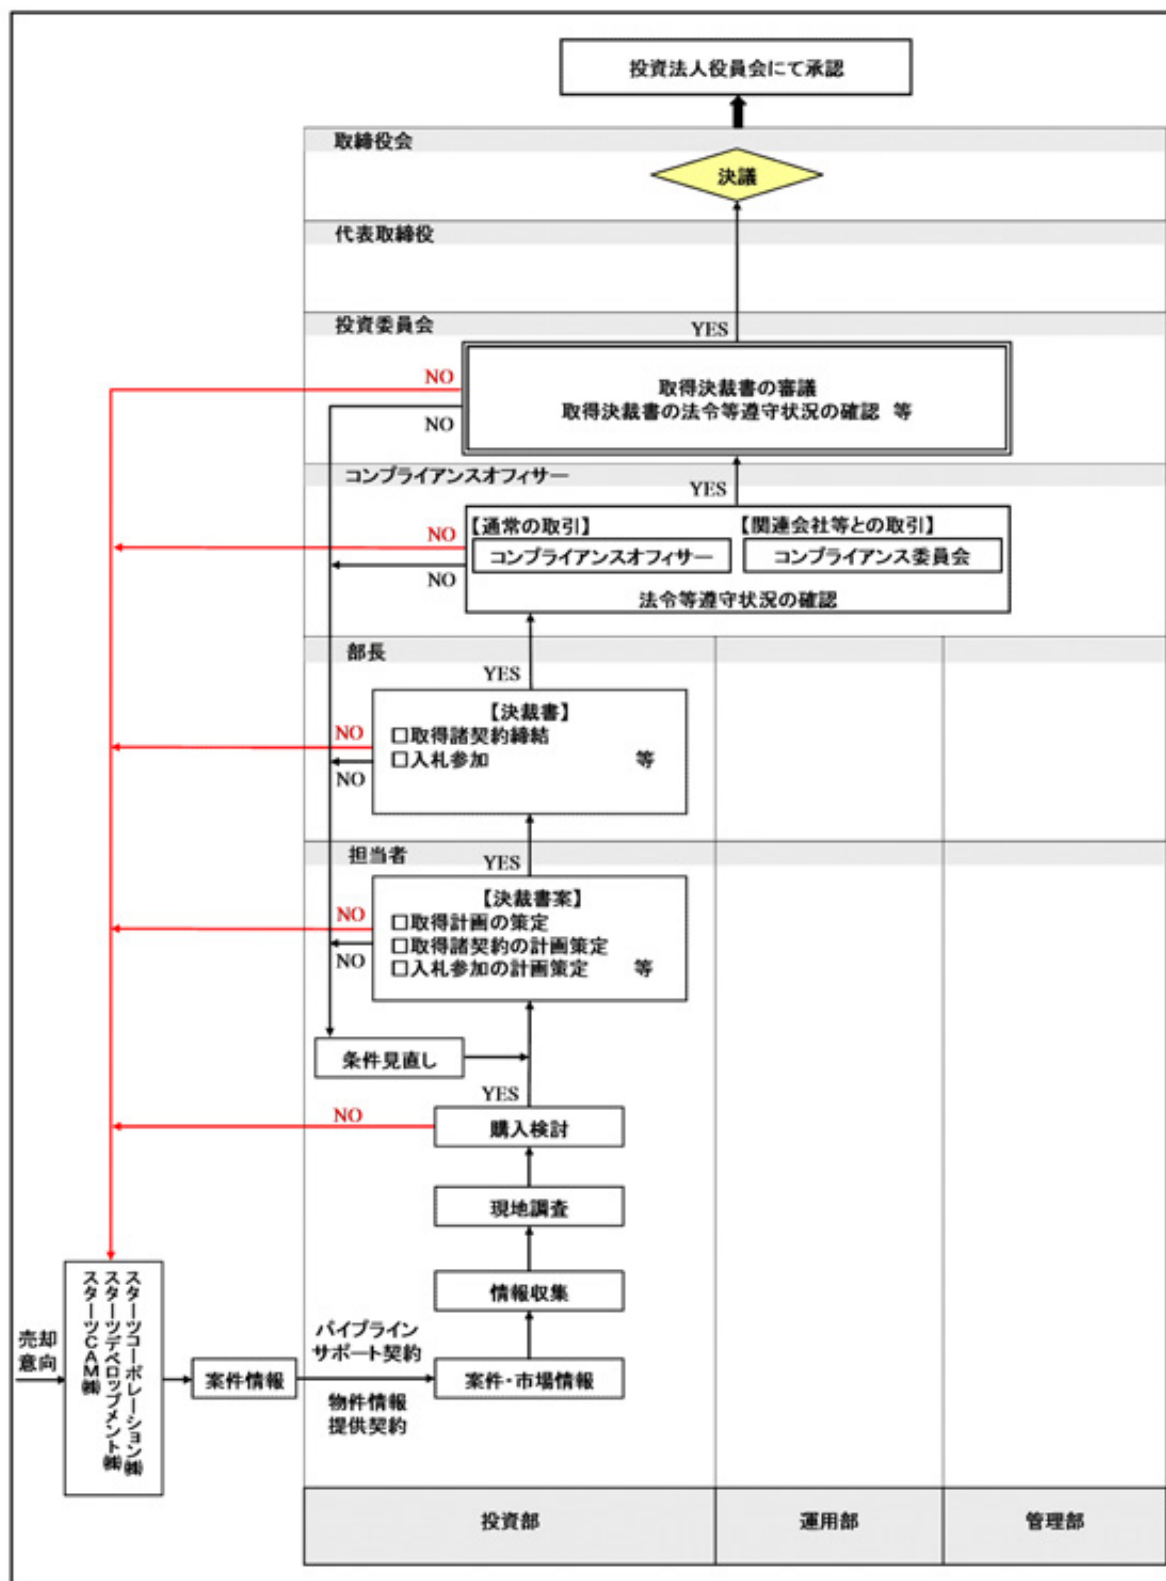 投資法人役員会にて承認
取締役会
決議
代表取締役
投資委員会
YES
NO
取得決裁書の審議
取得決裁書の法令等遵守状況の確認 等
NO
コンプライアンスオフィサー
YES
【通常の取引】
【関連会社等との取引】
NO
コンプライアンスオフィサー
コンプライアンス委員会
NO
法令等遵守状況の確認
部長
YES
【決裁書】
NO
□取得諸契約締結
□入札参加 等
NO
担当者
YES
【決裁書案】
NO
□取得計画の策定
□取得諸契約の計画策定
NO
□入札参加の計画策定 等
条件見直し
YES
NO
購入検討
現地調査
情報収集
売却
意向
スターツコーポレーション㈱
スターツデベロップメント㈱
スターツCAM㈱
案件情報
パイプライン
サポート契約
物件情報
提供契約
案件・市場情報
投資部
運用部
管理部